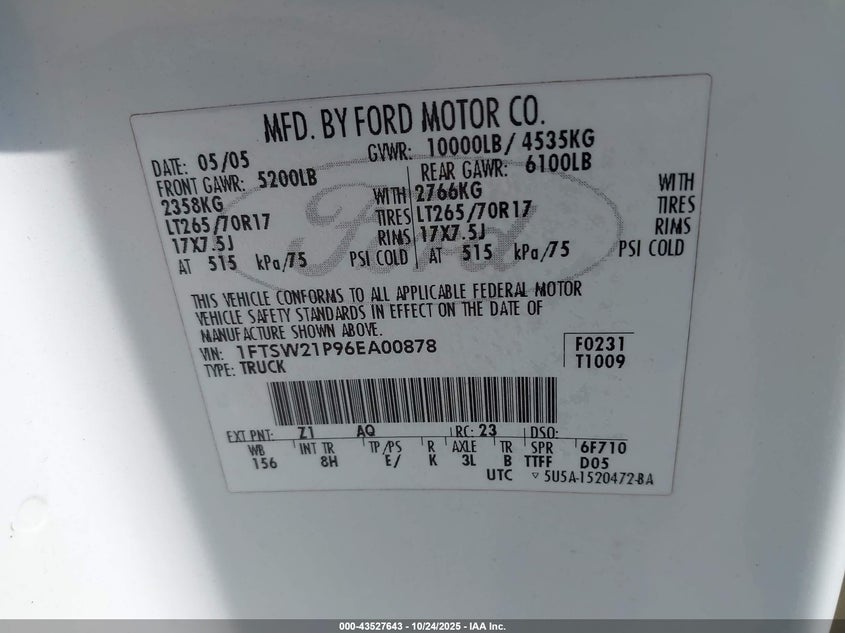 MFD. BY FORD MOTOR CO.
DATE: 05/05 GVWR: 10000LB / 4535KG
FRONT GAWR: 5200LB REAR GAWR: 6100LB
2358KG WITH 2766KG WITH
LT265/70R17 TIRES LT265/70R17 TIRES
17X7.5J RIMS 17X7.5J RIMS
AT 515 kPa/75 PSI COLD AT 515 kPa/75 PSI COLD
Ford
THIS VEHICLE CONFORMS TO ALL APPLICABLE FEDERAL MOTOR
VEHICLE SAFETY STANDARDS IN EFFECT ON THE DATE OF
MANUFACTURE SHOWN ABOVE.
VIN: 1FTSW21P96EA00878 F0231
TYPE: TRUCK T1009
EXT PNT: Z1 AQ RC: 23 DSO:
WB INT TR TP/PS R AXLE TR SPR 6F710
156 8H E/ K 3L B TTFF D05
UTC ▽ 5U5A-1520472-BA
000-43527643 - 10/24/2025 - IAA Inc.